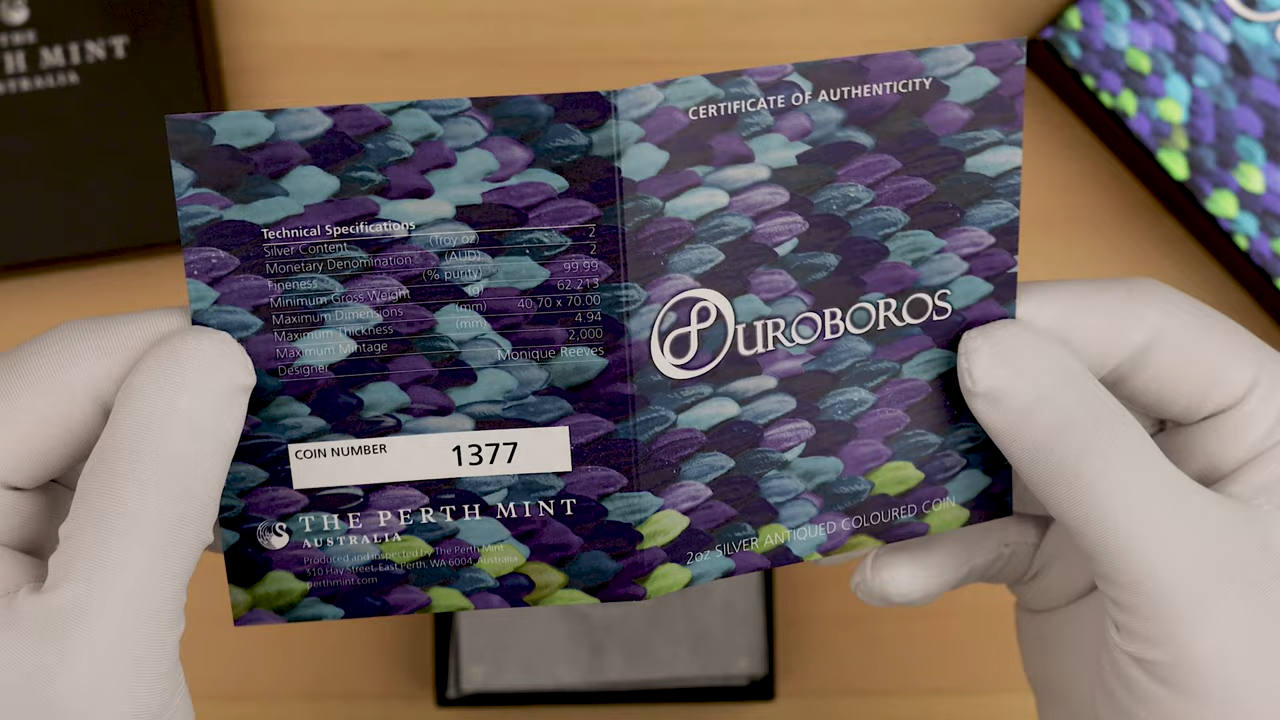 THE
H MINT
STRALIA
Technical Specifications
Silver Content (Troy oz) 2
Monetary Denomination (AUD) 2
Fineness (% purity) 99.99
Minimum Gross Weight (g) 62.213
Maximum Dimensions (mm) 40.70 x 70.00
Maximum Thickness (mm) 4.94
Maximum Mintage 2,000
Designer Monique Reeves
COIN NUMBER 1377
THE PERTH MINT
AUSTRALIA
Produced and inspected by The Perth Mint
310 Hay Street, East Perth, WA 6004, Australia
perthmint.com
CERTIFICATE OF AUTHENTICITY
OUROBOROS
2oz SILVER ANTIQUED COLOURED COIN